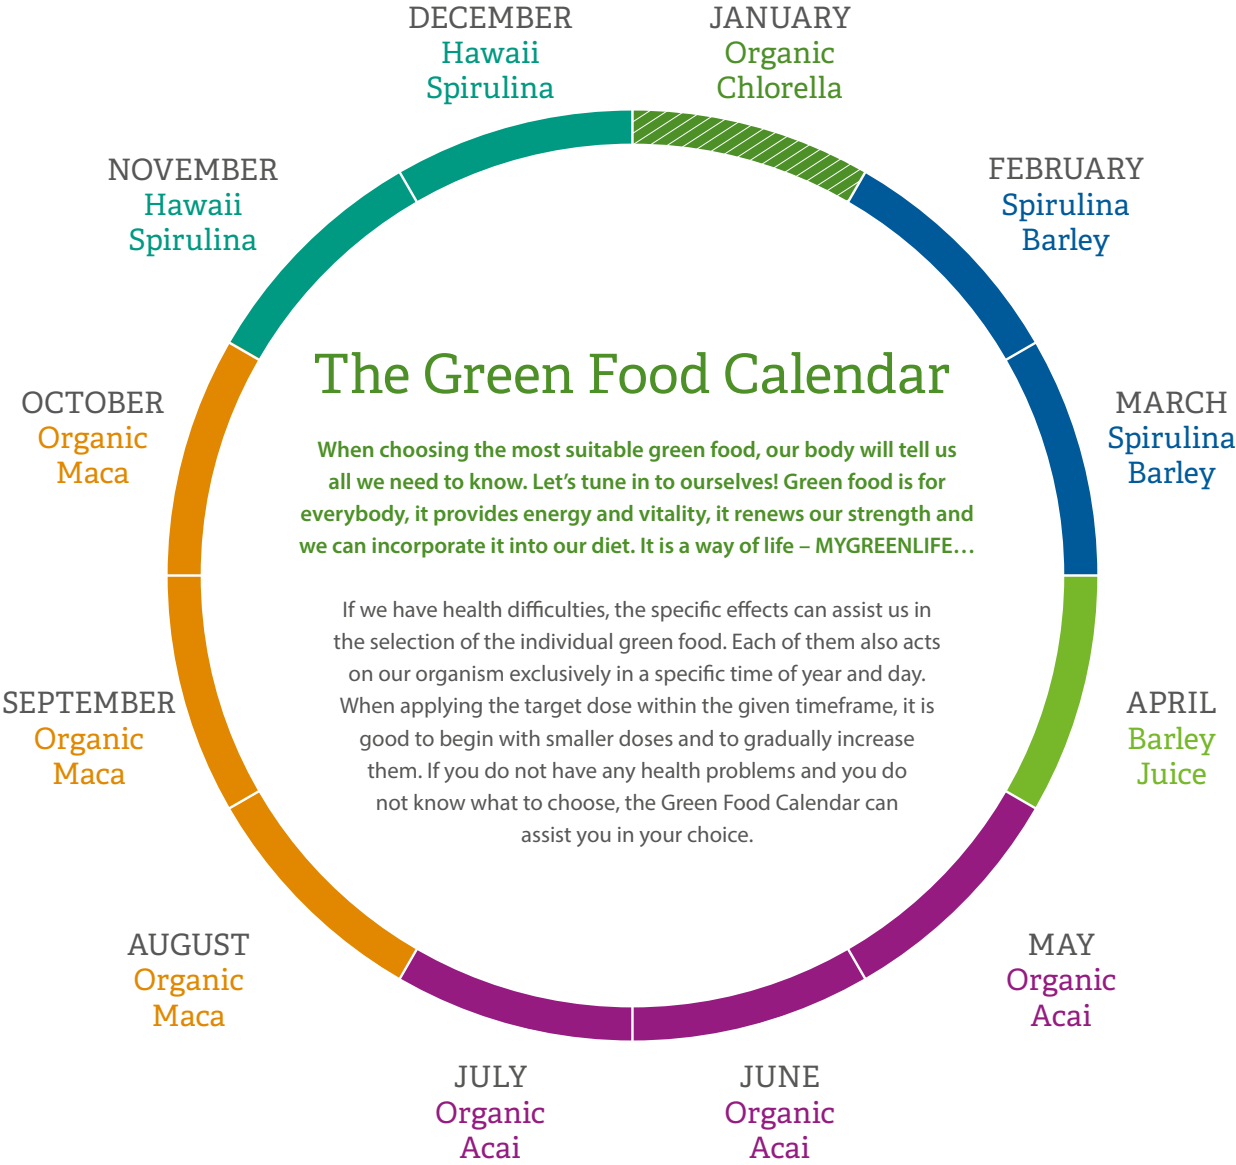 DECEMBER
Hawaii
Spirulina
JANUARY
Organic
Chlorella
FEBRUARY
Spirulina
Barley
MARCH
Spirulina
Barley
APRIL
Barley
Juice
MAY
Organic
Acai
JUNE
Organic
Acai
JULY
Organic
Acai
AUGUST
Organic
Maca
SEPTEMBER
Organic
Maca
OCTOBER
Organic
Maca
NOVEMBER
Hawaii
Spirulina
The Green Food Calendar
When choosing the most suitable green food, our body will tell us
all we need to know. Let’s tune in to ourselves! Green food is for
everybody, it provides energy and vitality, it renews our strength and
we can incorporate it into our diet. It is a way of life – MYGREENLIFE…
If we have health difficulties, the specific effects can assist us in
the selection of the individual green food. Each of them also acts
on our organism exclusively in a specific time of year and day.
When applying the target dose within the given timeframe, it is
good to begin with smaller doses and to gradually increase
them. If you do not have any health problems and you do
not know what to choose, the Green Food Calendar can
assist you in your choice.